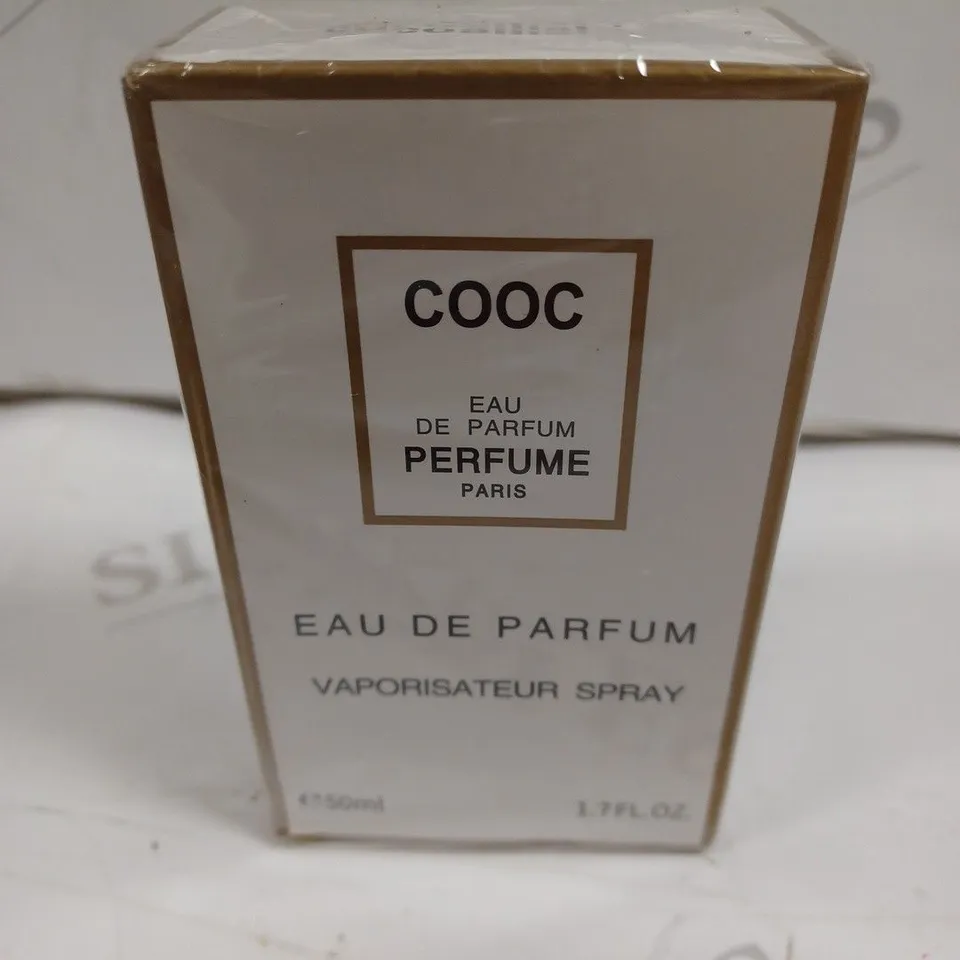 COOC
EAU
DE PARFUM
PERFUME
PARIS
EAU DE PARFUM
VAPORISATEUR SPRAY
℮50ml
1.7FL.OZ.